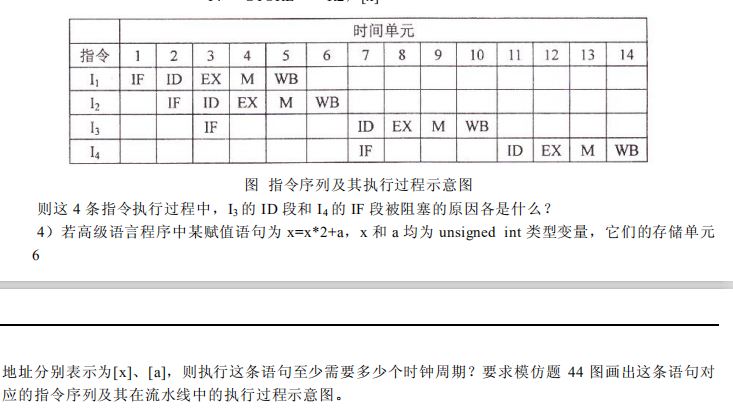 时间单元
指令 1 2 3 4 5 6 7 8 9 10 11 12 13 14
I₁ IF ID EX M WB
I₂ IF ID EX M WB
I₃ IF ID EX M WB
I₄ IF ID EX M WB
图 指令序列及其执行过程示意图
则这 4 条指令执行过程中，I₃的 ID 段和 I₄的 IF 段被阻塞的原因各是什么？
4）若高级语言程序中某赋值语句为 x=x*2+a，x 和 a 均为 unsigned int 类型变量，它们的存储单元
6
地址分别表示为[x]、[a]，则执行这条语句至少需要多少个时钟周期？要求模仿题 44 图画出这条语句对
应的指令序列及其在流水线中的执行过程示意图。